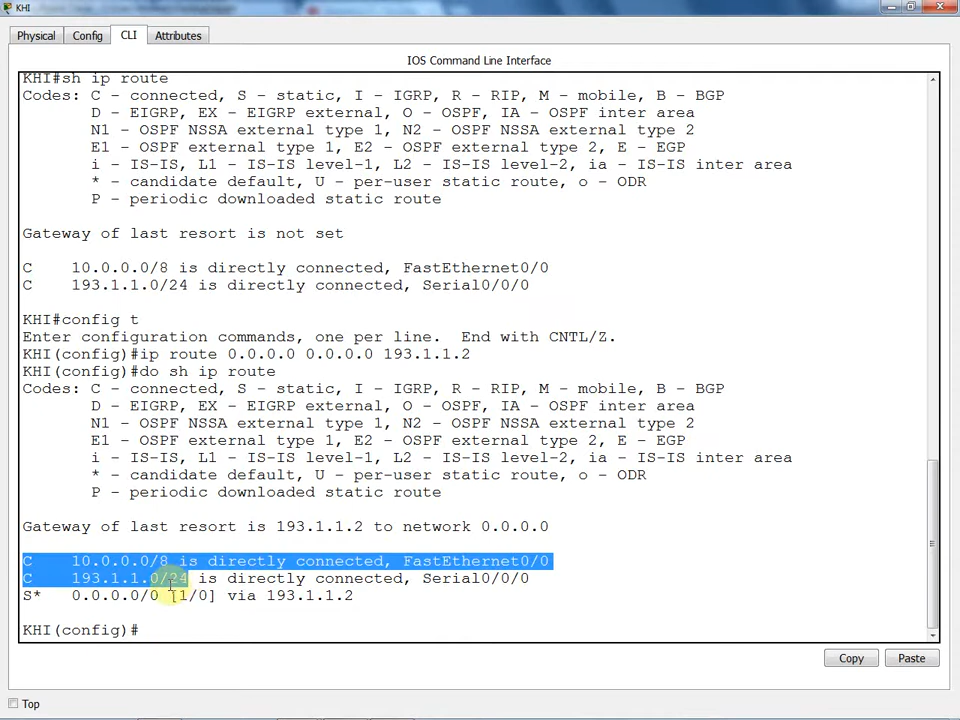 KHI
Physical Config CLI Attributes
IOS Command Line Interface
KHI#sh ip route
Codes: C - connected, S - static, I - IGRP, R - RIP, M - mobile, B - BGP
D - EIGRP, EX - EIGRP external, O - OSPF, IA - OSPF inter area
N1 - OSPF NSSA external type 1, N2 - OSPF NSSA external type 2
E1 - OSPF external type 1, E2 - OSPF external type 2, E - EGP
i - IS-IS, L1 - IS-IS level-1, L2 - IS-IS level-2, ia - IS-IS inter area
* - candidate default, U - per-user static route, o - ODR
P - periodic downloaded static route
Gateway of last resort is not set
C 10.0.0.0/8 is directly connected, FastEthernet0/0
C 193.1.1.0/24 is directly connected, Serial0/0/0
KHI#config t
Enter configuration commands, one per line. End with CNTL/Z.
KHI(config)#ip route 0.0.0.0 0.0.0.0 193.1.1.2
KHI(config)#do sh ip route
Codes: C - connected, S - static, I - IGRP, R - RIP, M - mobile, B - BGP
D - EIGRP, EX - EIGRP external, O - OSPF, IA - OSPF inter area
N1 - OSPF NSSA external type 1, N2 - OSPF NSSA external type 2
E1 - OSPF external type 1, E2 - OSPF external type 2, E - EGP
i - IS-IS, L1 - IS-IS level-1, L2 - IS-IS level-2, ia - IS-IS inter area
* - candidate default, U - per-user static route, o - ODR
P - periodic downloaded static route
Gateway of last resort is 193.1.1.2 to network 0.0.0.0
C 10.0.0.0/8 is directly connected, FastEthernet0/0
C 193.1.1.0/24 is directly connected, Serial0/0/0
S* 0.0.0.0/0 [1/0] via 193.1.1.2
KHI(config)#
Copy Paste
Top